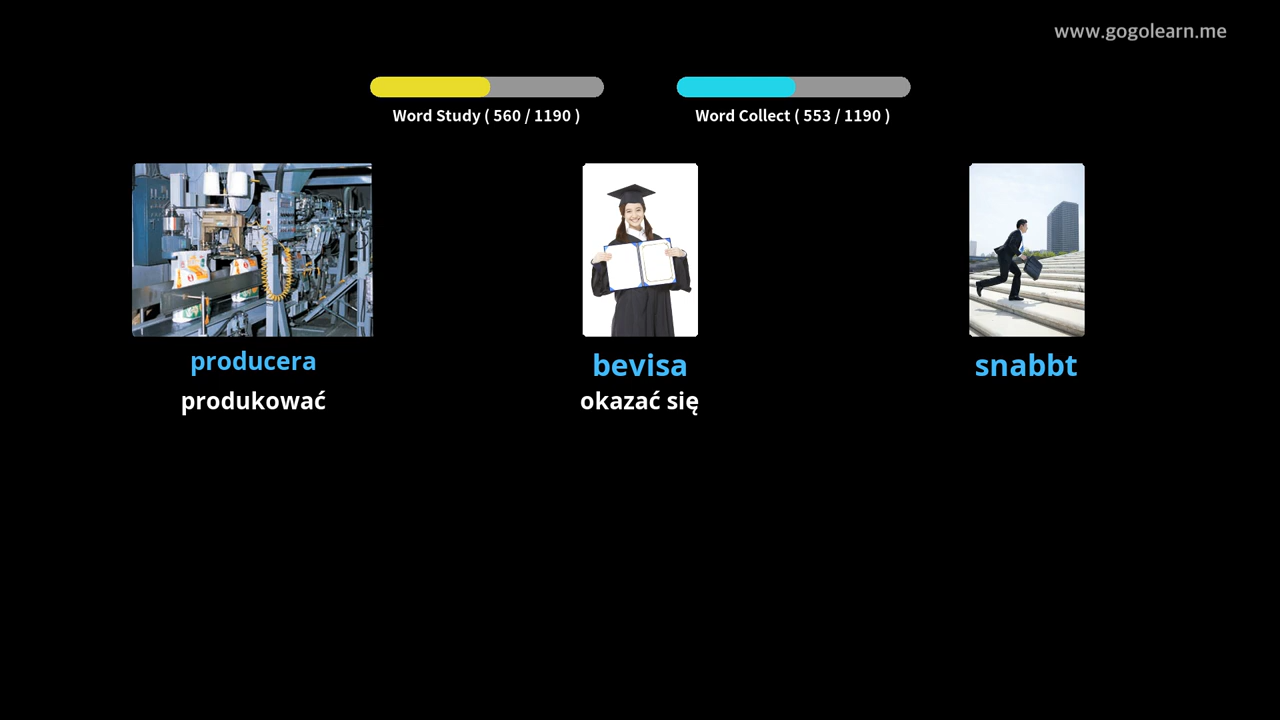 www.gogolearn.me
Word Study ( 560 / 1190 )
Word Collect ( 553 / 1190 )
producera
bevisa
snabbt
produkować
okazać się